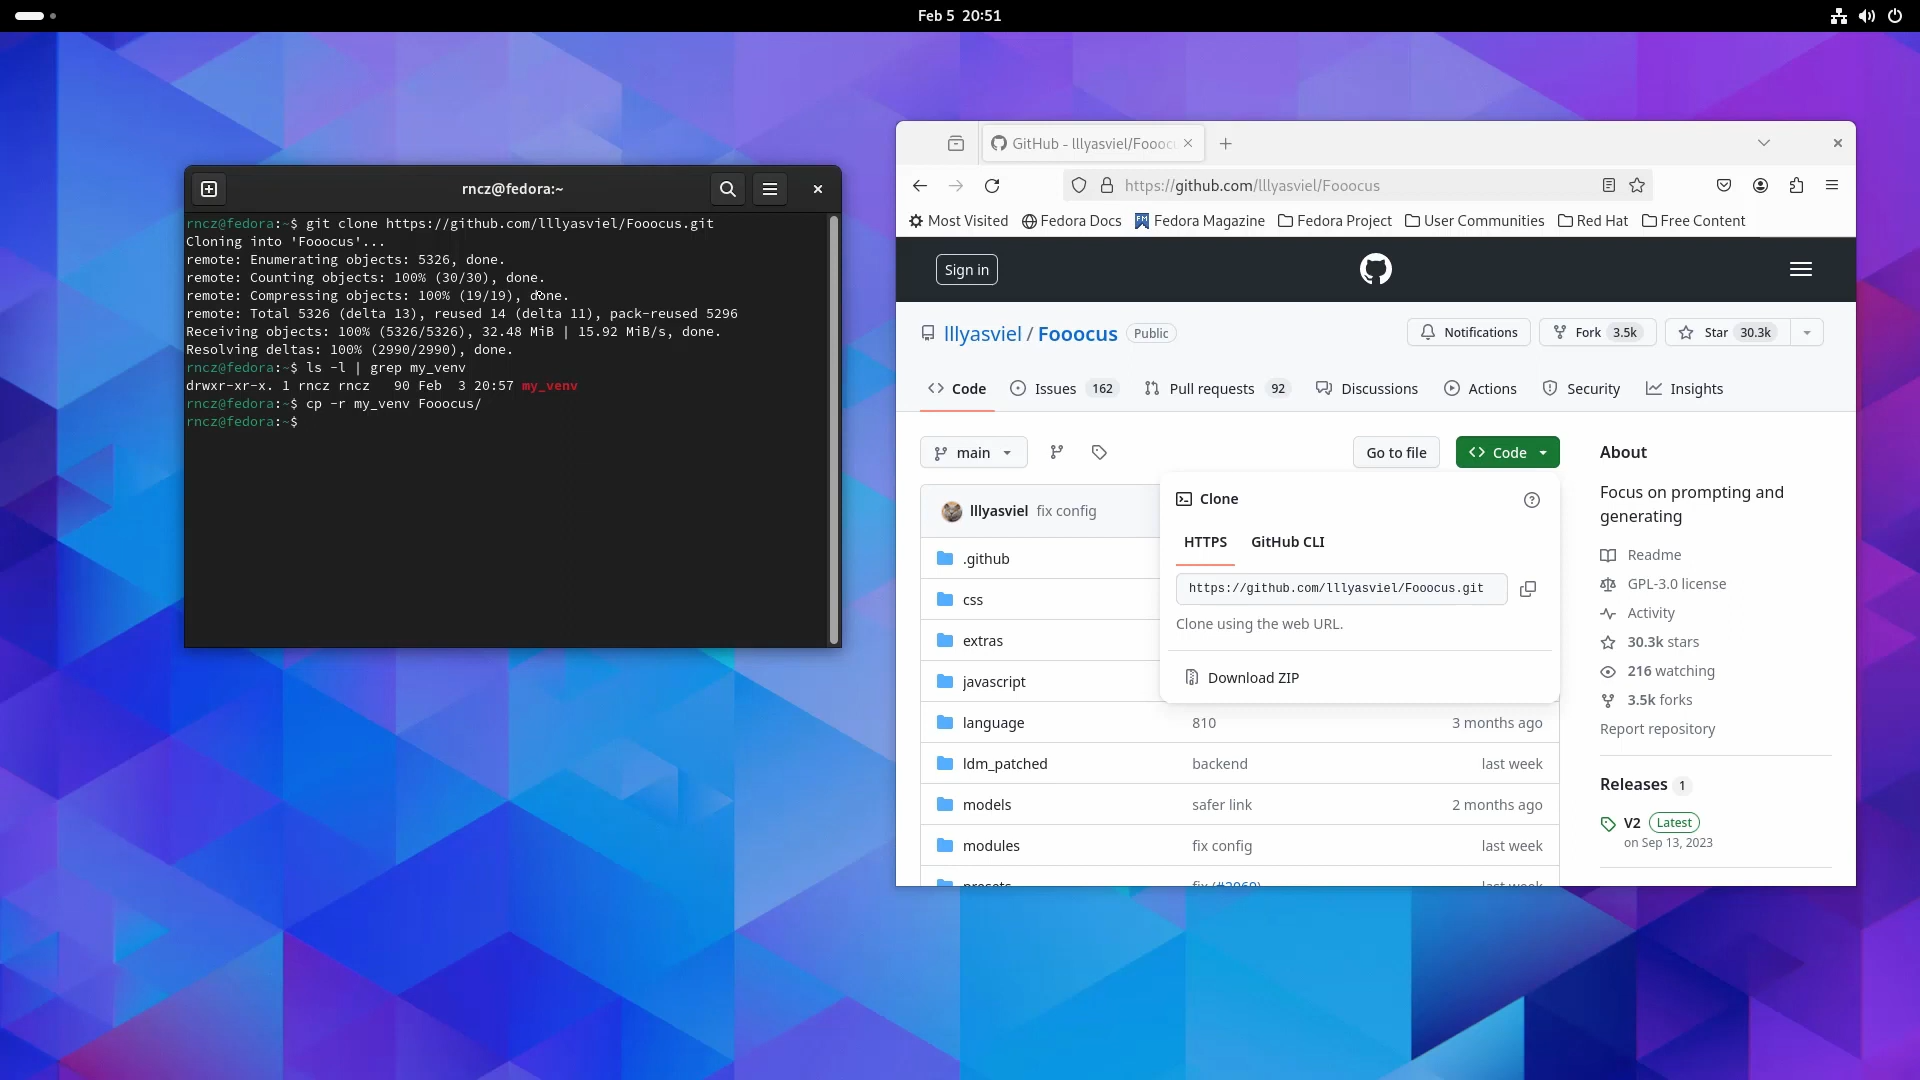 Feb 5 20:51
rncz@fedora:~
rncz@fedora:~$ git clone https://github.com/lllyasviel/Fooocus.git
Cloning into 'Fooocus'...
remote: Enumerating objects: 5326, done.
remote: Counting objects: 100% (30/30), done.
remote: Compressing objects: 100% (19/19), done.
remote: Total 5326 (delta 13), reused 14 (delta 11), pack-reused 5296
Receiving objects: 100% (5326/5326), 32.48 MiB | 15.92 MiB/s, done.
Resolving deltas: 100% (2990/2990), done.
rncz@fedora:~$ ls -l | grep my_venv
drwxr-xr-x. 1 rncz rncz   90 Feb  3 20:57 my_venv
rncz@fedora:~$ cp -r my_venv Fooocus/
rncz@fedora:~$
GitHub - lllyasviel/Foooc
https://github.com/lllyasviel/Fooocus
Most Visited Fedora Docs Fedora Magazine Fedora Project User Communities Red Hat Free Content
Sign in
lllyasviel / Fooocus Public
Notifications Fork 3.5k Star 30.3k
Code Issues 162 Pull requests 92 Discussions Actions Security Insights
main Go to file Code
Clone
HTTPS GitHub CLI
https://github.com/lllyasviel/Fooocus.git
Clone using the web URL.
Download ZIP
lllyasviel fix config
.github
css
extras
javascript
language 810 3 months ago
ldm_patched backend last week
models safer link 2 months ago
modules fix config last week
presets fix (#2069) last week
About
Focus on prompting and
generating
Readme
GPL-3.0 license
Activity
30.3k stars
216 watching
3.5k forks
Report repository
Releases 1
V2 Latest
on Sep 13, 2023